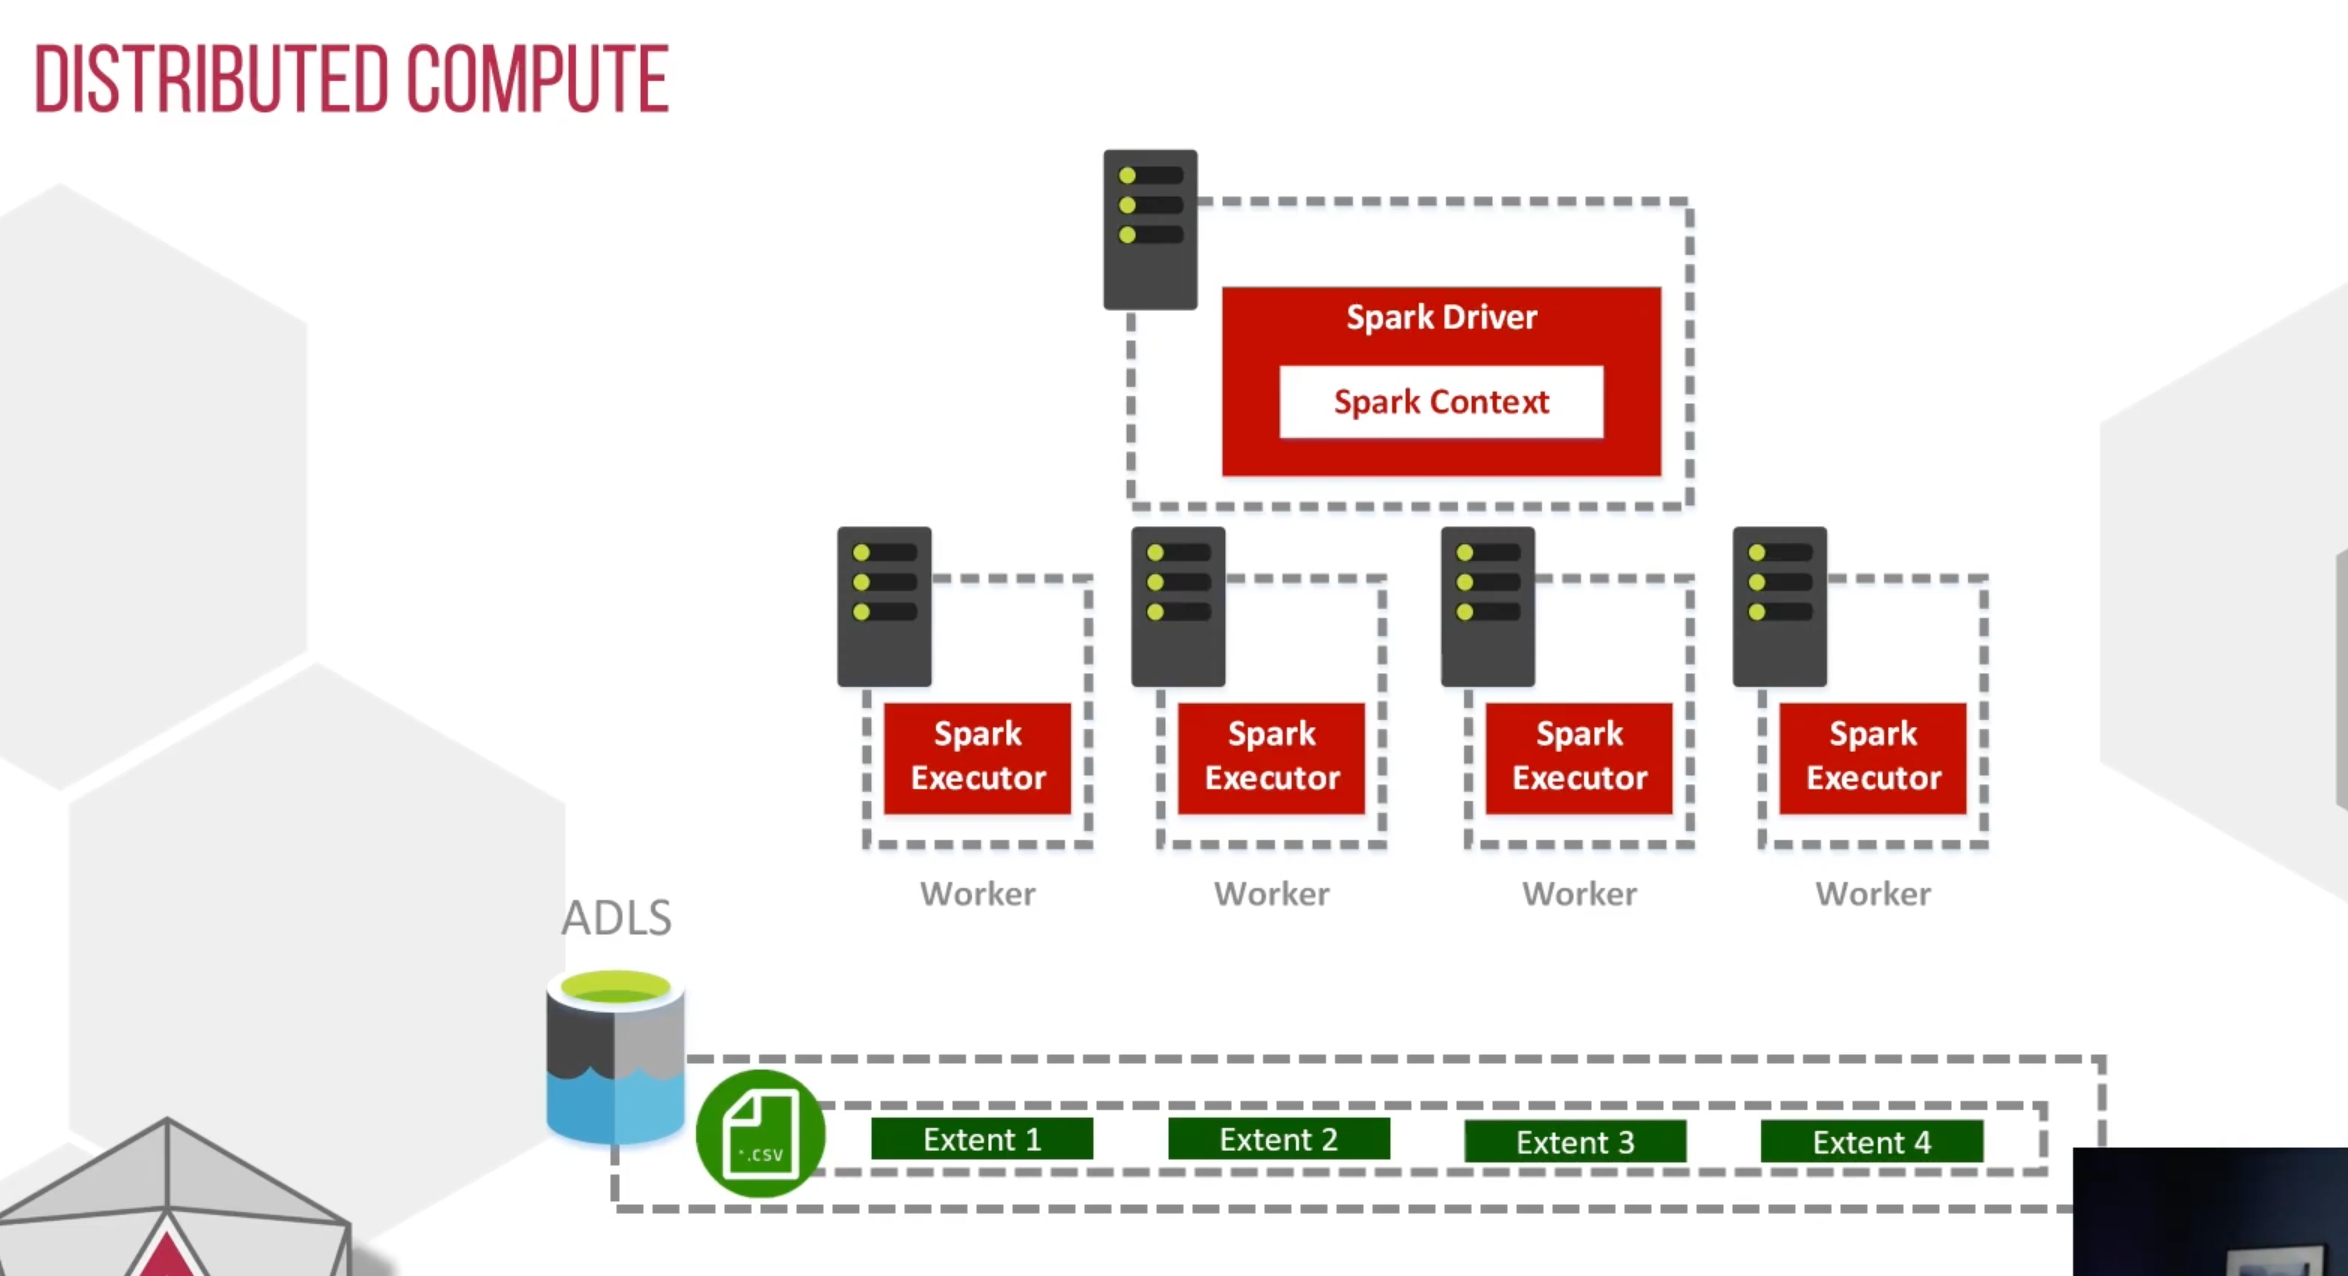 DISTRIBUTED COMPUTE
Spark Driver
Spark Context
Spark
Executor
Spark
Executor
Spark
Executor
Spark
Executor
Worker
Worker
Worker
Worker
ADLS
*.CSV
Extent 1
Extent 2
Extent 3
Extent 4